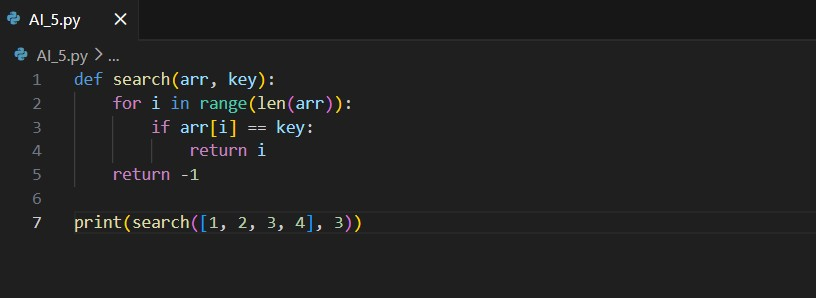 AI_5.py
AI_5.py > ...
1 def search(arr, key):
2     for i in range(len(arr)):
3         if arr[i] == key:
4             return i
5     return -1
6
7 print(search([1, 2, 3, 4], 3))